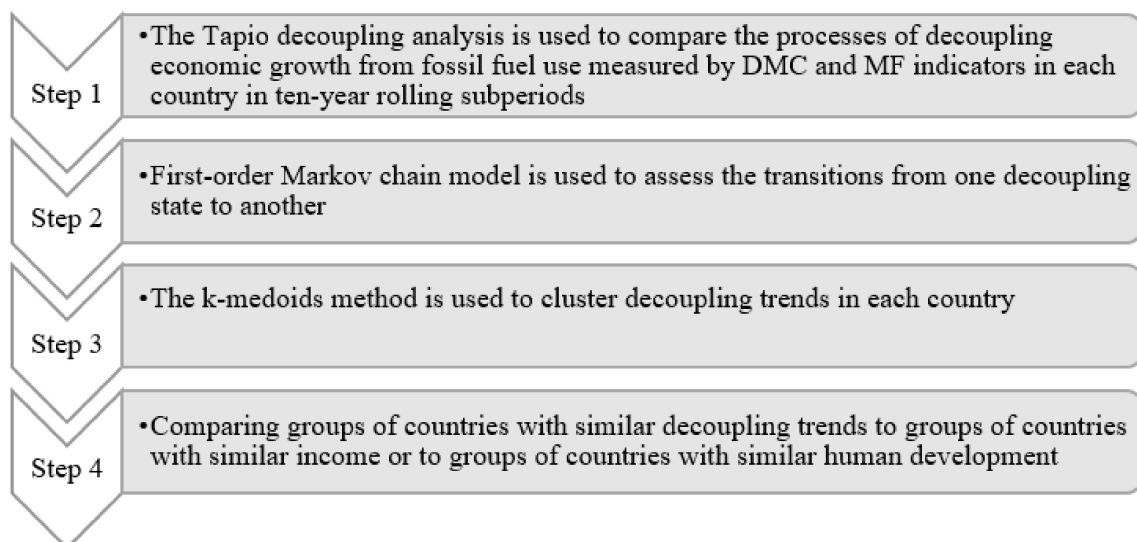 Step 1
•The Tapio decoupling analysis is used to compare the processes of decoupling
economic growth from fossil fuel use measured by DMC and MF indicators in each
country in ten-year rolling subperiods
Step 2
•First-order Markov chain model is used to assess the transitions from one decoupling
state to another
Step 3
•The k-medoids method is used to cluster decoupling trends in each country
Step 4
•Comparing groups of countries with similar decoupling trends to groups of countries
with similar income or to groups of countries with similar human development